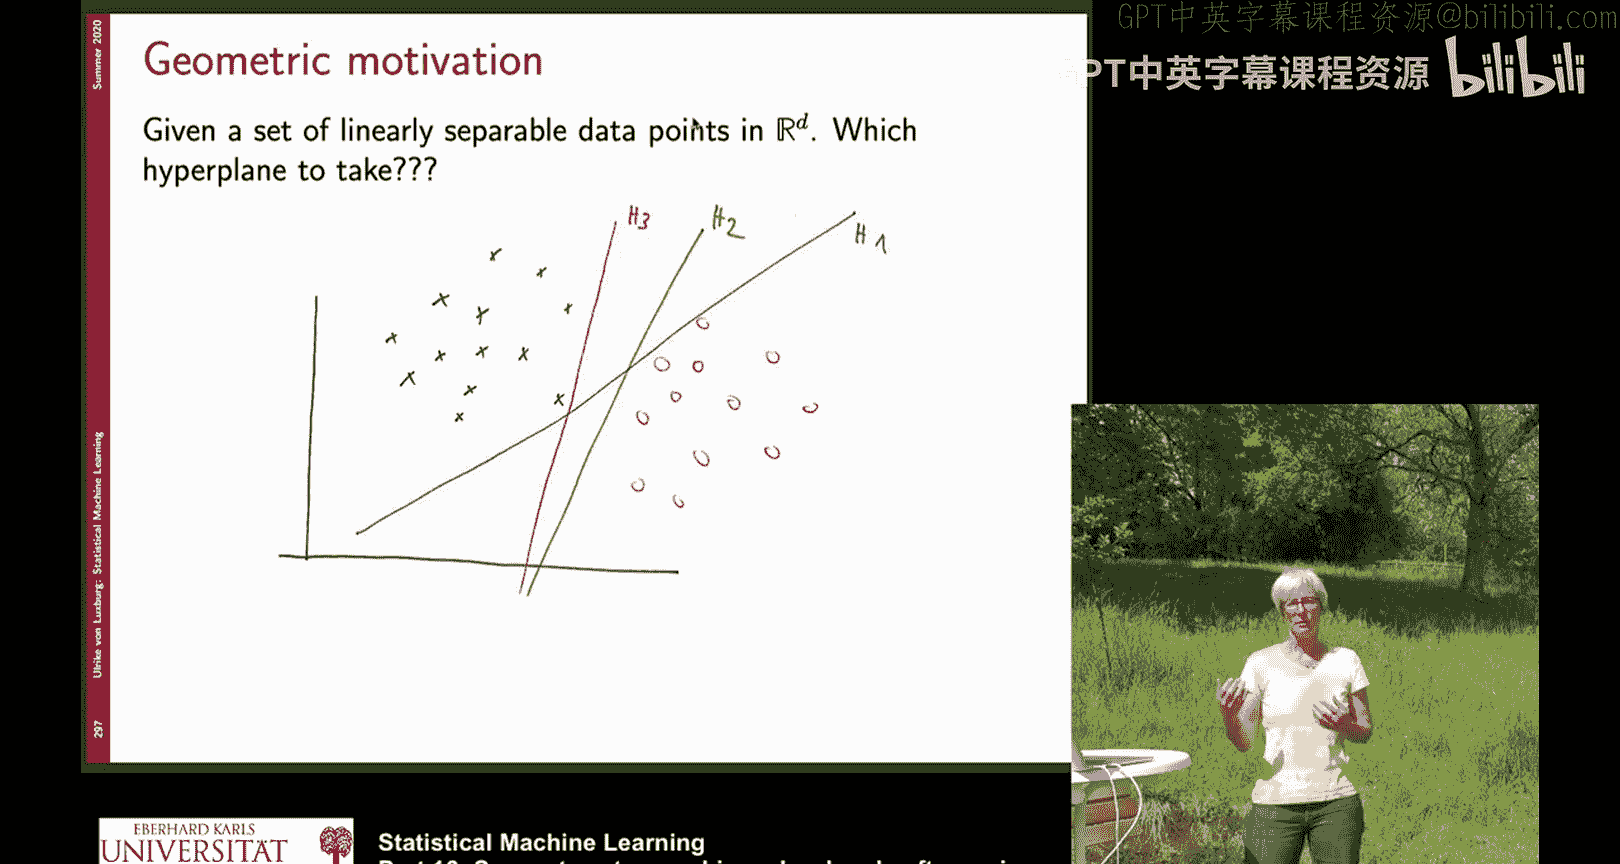 GPT中英字幕课程资源@bilibili.com
PT中英字幕课程资源 bilibili
Summer 2020
Geometric motivation
Given a set of linearly separable data points in ℝᵈ. Which
hyperplane to take???
H3
H2
H1
Ulrike von Luxburg: Statistical Machine Learning
297
EBERHARD KARLS
UNIVERSITÄT
Statistical Machine Learning